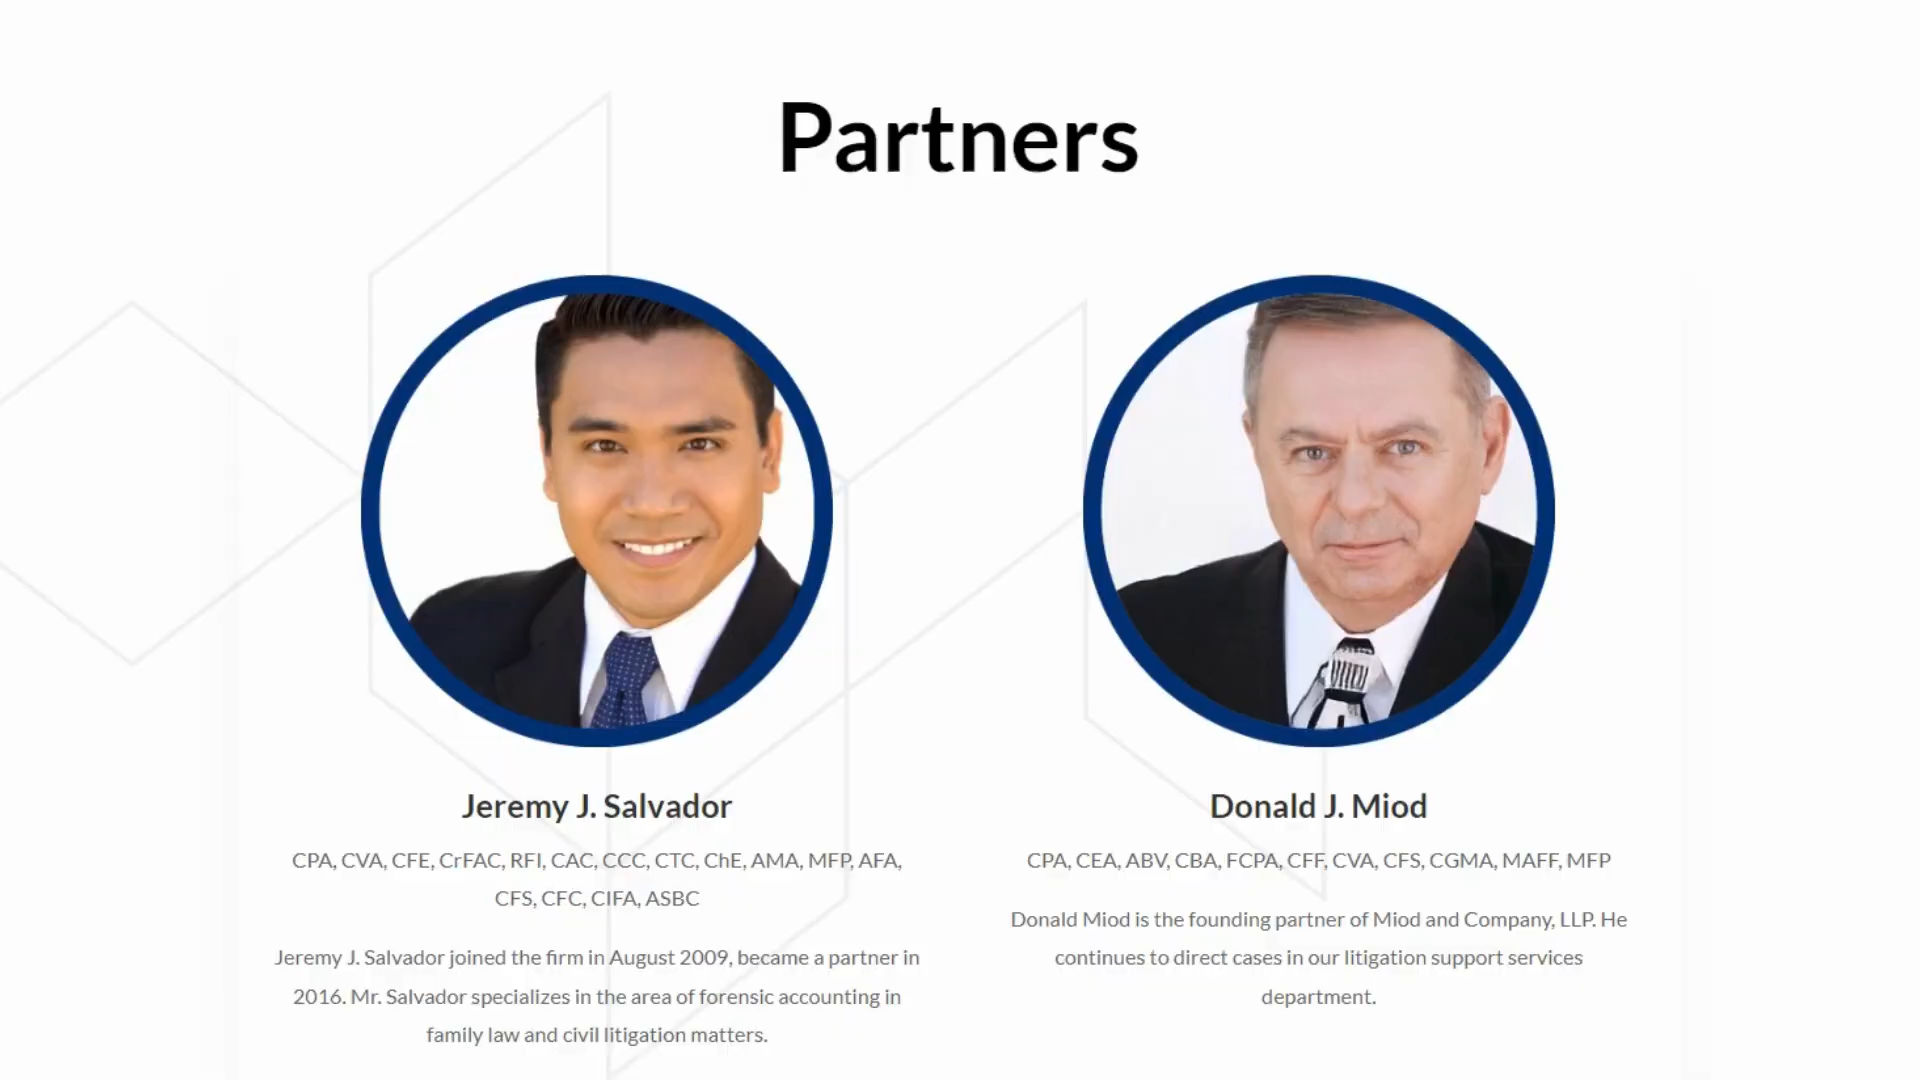 Partners
Jeremy J. Salvador
CPA, CVA, CFE, CrFAC, RFI, CAC, CCC, CTC, ChE, AMA, MFP, AFA,
CFS, CFC, CIFA, ASBC
Jeremy J. Salvador joined the firm in August 2009, became a partner in
2016. Mr. Salvador specializes in the area of forensic accounting in
family law and civil litigation matters.
Donald J. Miod
CPA, CEA, ABV, CBA, FCPA, CFF, CVA, CFS, CGMA, MAFF, MFP
Donald Miod is the founding partner of Miod and Company, LLP. He
continues to direct cases in our litigation support services
department.